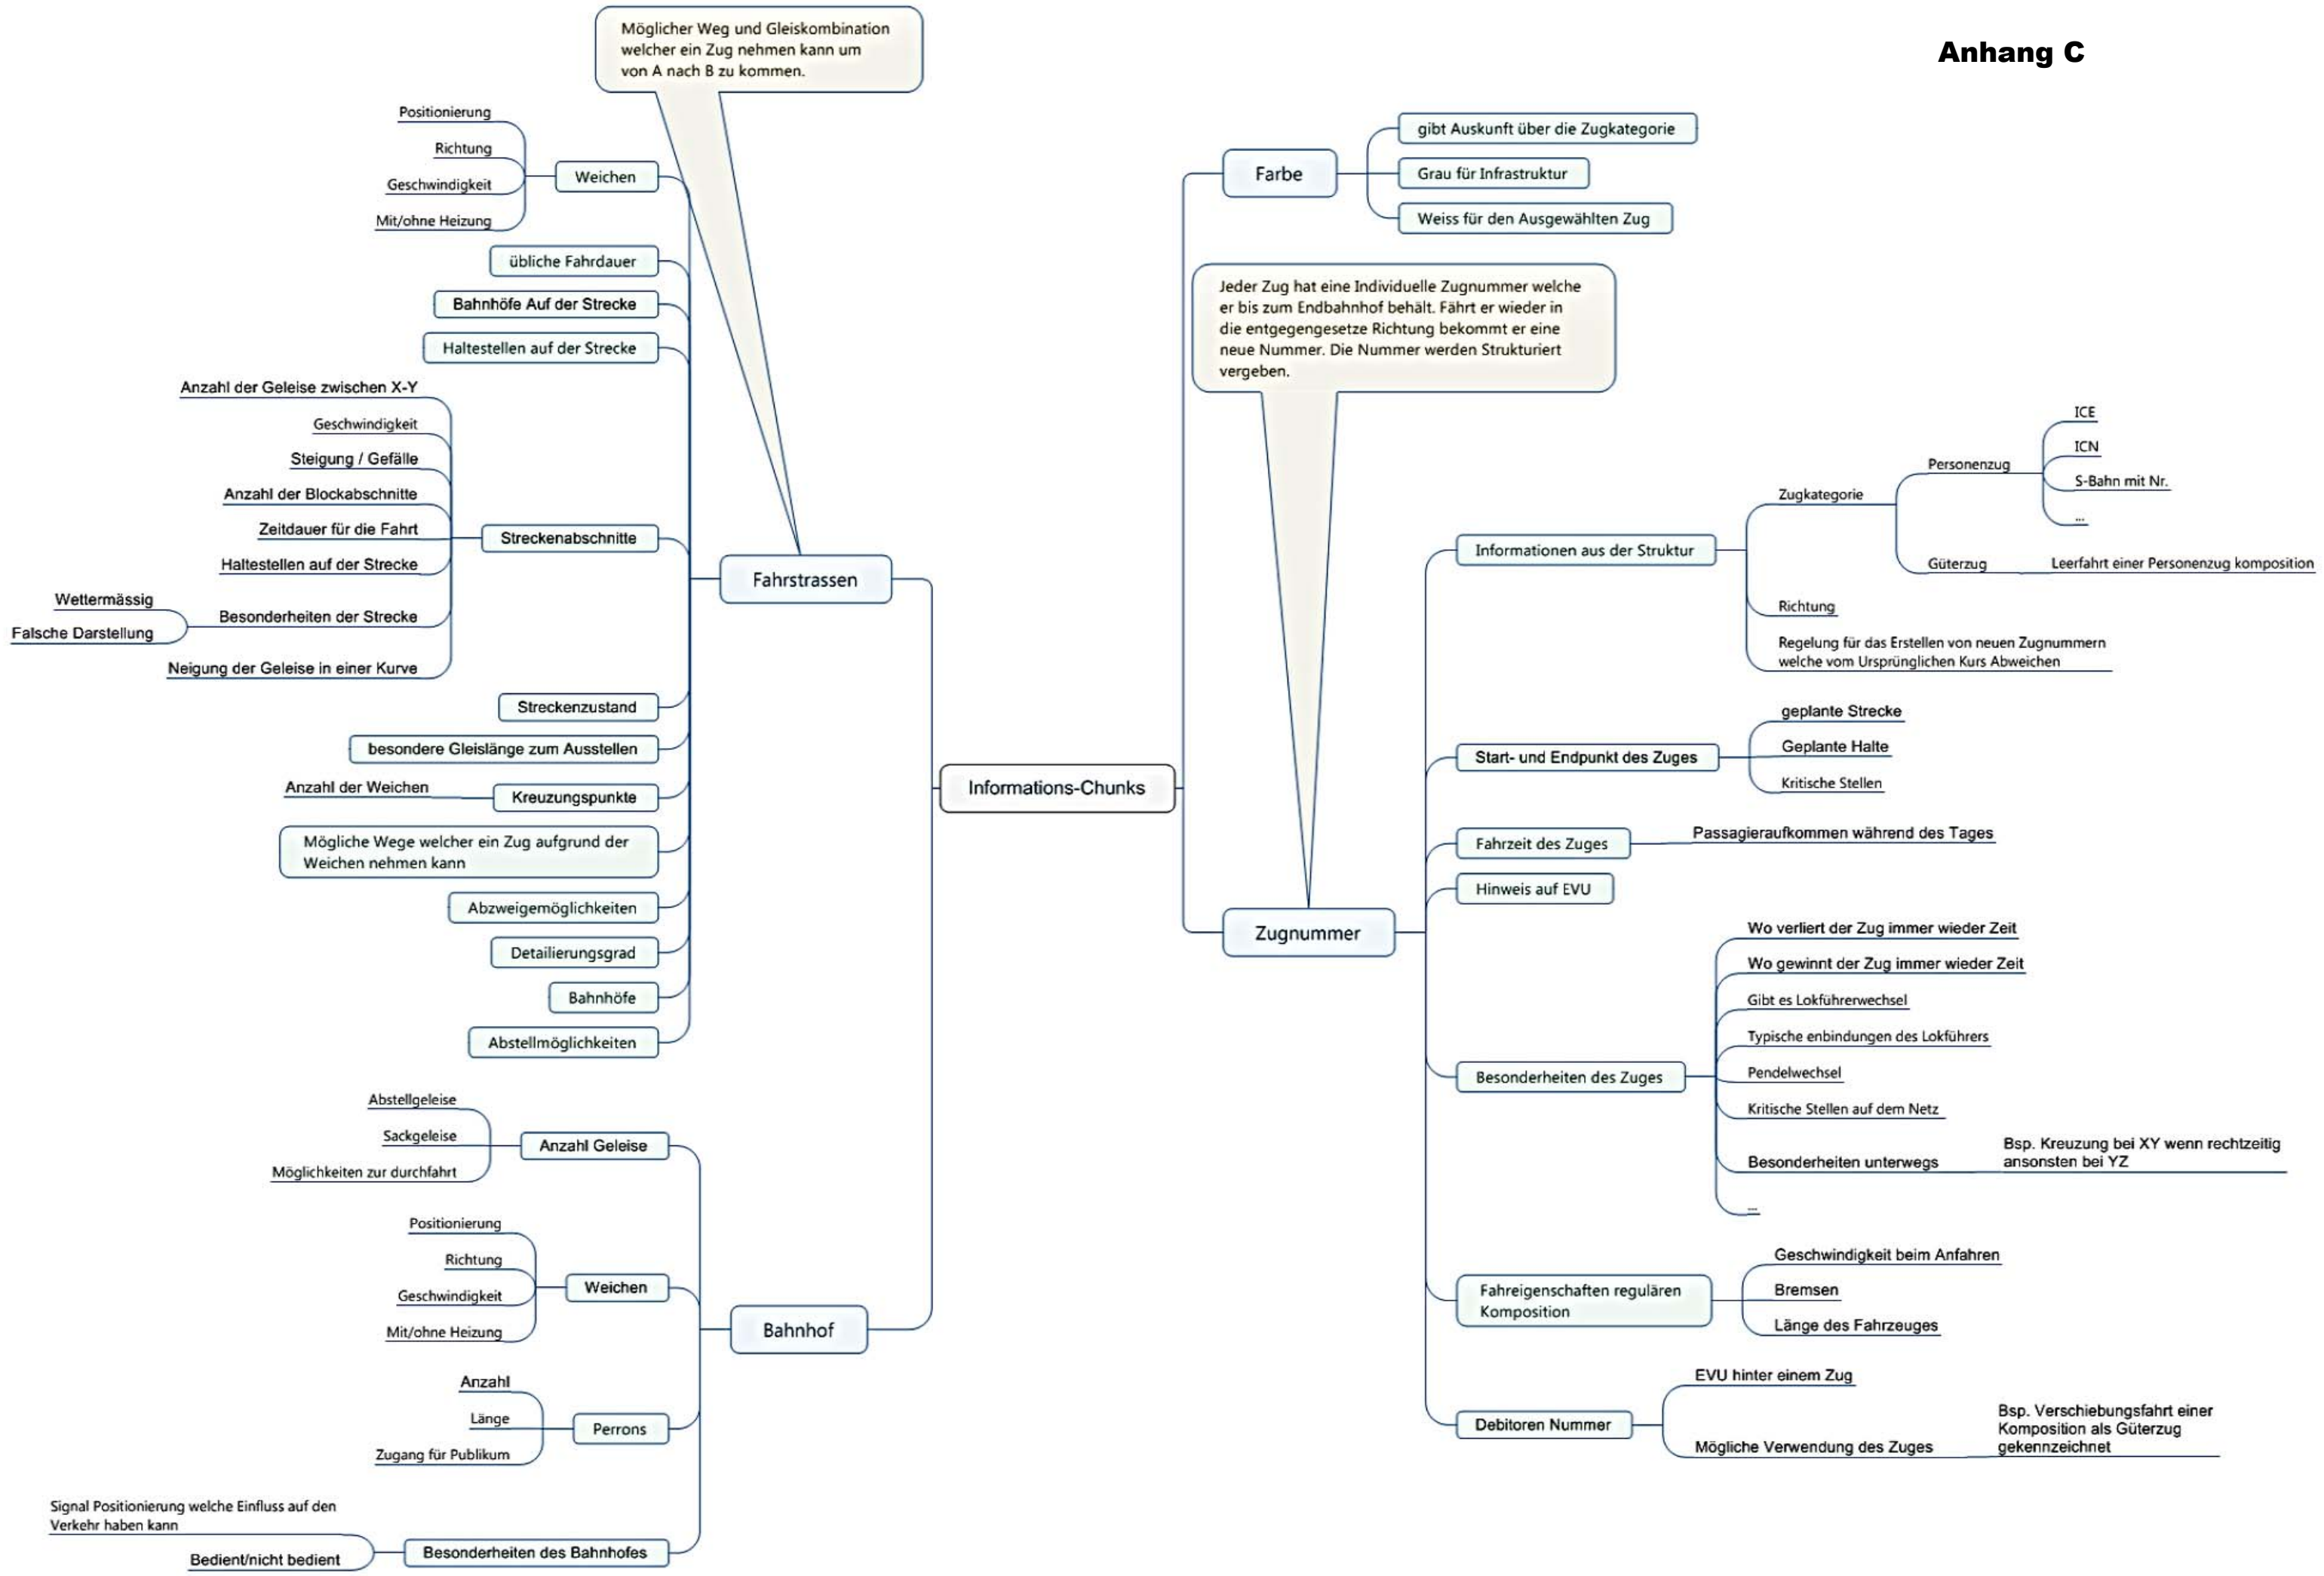 Anhang C
Möglicher Weg und Gleiskombination
welcher ein Zug nehmen kann um
von A nach B zu kommen.
Positionierung
Richtung
Geschwindigkeit
Mit/ohne Heizung
Weichen
übliche Fahrdauer
Bahnhöfe Auf der Strecke
Haltestellen auf der Strecke
Anzahl der Geleise zwischen X-Y
Geschwindigkeit
Steigung / Gefälle
Anzahl der Blockabschnitte
Zeitdauer für die Fahrt
Haltestellen auf der Strecke
Wettermässig
Falsche Darstellung
Besonderheiten der Strecke
Neigung der Geleise in einer Kurve
Streckenabschnitte
Fahrstrassen
Streckenzustand
besondere Gleislänge zum Ausstellen
Anzahl der Weichen
Kreuzungspunkte
Mögliche Wege welcher ein Zug aufgrund der
Weichen nehmen kann
Abzweigemöglichkeiten
Detailierungsgrad
Bahnhöfe
Abstellmöglichkeiten
Abstellgeleise
Sackgeleise
Möglichkeiten zur durchfahrt
Anzahl Geleise
Positionierung
Richtung
Geschwindigkeit
Mit/ohne Heizung
Weichen
Bahnhof
Anzahl
Länge
Zugang für Publikum
Perrons
Signal Positionierung welche Einfluss auf den
Verkehr haben kann
Bedient/nicht bedient
Besonderheiten des Bahnhofes
Informations-Chunks
Farbe
gibt Auskunft über die Zugkategorie
Grau für Infrastruktur
Weiss für den Ausgewählten Zug
Jeder Zug hat eine Individuelle Zugnummer welche
er bis zum Endbahnhof behält. Fährt er wieder in
die entgegengesetze Richtung bekommt er eine
neue Nummer. Die Nummer werden Strukturiert
vergeben.
Zugnummer
Informationen aus der Struktur
Zugkategorie
Personenzug
ICE
ICN
S-Bahn mit Nr.
...
Güterzug
Leerfahrt einer Personenzug komposition
Richtung
Regelung für das Erstellen von neuen Zugnummern
welche vom Ursprünglichen Kurs Abweichen
Start- und Endpunkt des Zuges
geplante Strecke
Geplante Halte
Kritische Stellen
Fahrzeit des Zuges
Passagieraufkommen während des Tages
Hinweis auf EVU
Besonderheiten des Zuges
Wo verliert der Zug immer wieder Zeit
Wo gewinnt der Zug immer wieder Zeit
Gibt es Lokführerwechsel
Typische enbindungen des Lokführers
Pendelwechsel
Kritische Stellen auf dem Netz
Besonderheiten unterwegs
Bsp. Kreuzung bei XY wenn rechtzeitig
ansonsten bei YZ
...
Fahreigenschaften regulären
Komposition
Geschwindigkeit beim Anfahren
Bremsen
Länge des Fahrzeuges
Debitoren Nummer
EVU hinter einem Zug
Mögliche Verwendung des Zuges
Bsp. Verschiebungsfahrt einer
Komposition als Güterzug
gekennzeichnet